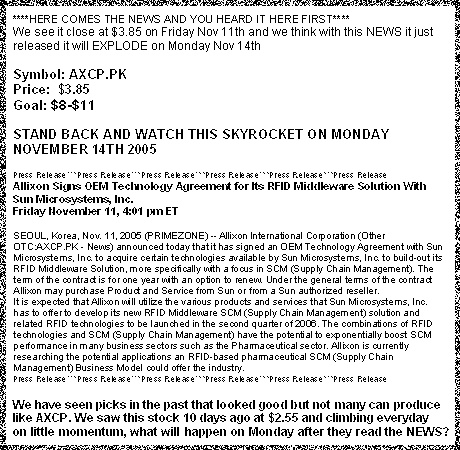 ****HERE COMES THE NEWS AND YOU HEARD IT HERE FIRST****
We see it close at $3.85 on Friday Nov 11th and we think with this NEWS it just
released it will EXPLODE on Monday Nov 14th
Symbol: AXCP.PK
Price: $3.85
Goal: $8-$11
STAND BACK AND WATCH THIS SKYROCKET ON MONDAY
NOVEMBER 14TH 2005
Press Release```Press Release```Press Release```Press Release```Press Release```Press Release
Allixon Signs OEM Technology Agreement for Its RFID Middleware Solution With
Sun Microsystems, Inc.
Friday November 11, 4:01 pm ET
SEOUL, Korea, Nov. 11, 2005 (PRIMEZONE) -- Allixon International Corporation (Other
OTC:AXCP.PK - News) announced today that it has signed an OEM Technology Agreement with Sun
Microsystems, Inc. to acquire certain technologies available by Sun Microsystems, Inc. to build-out its
RFID Middleware Solution, more specifically with a focus in SCM (Supply Chain Management). The
term of the contract is for one year with an option to renew. Under the general terms of the contract
Allixon may purchase Product and Service from Sun or from a Sun authorized reseller.
It is expected that Allixon will utilize the various products and services that Sun Microsystems, Inc.
has to offer to develop its new RFID Middleware SCM (Supply Chain Management) solution and
related RFID technologies to be launched in the second quarter of 2006. The combinations of RFID
technologies and SCM (Supply Chain Management) have the potential to exponentially boost SCM
perfomance in many business sectors such as the Pharmaceutical sector. Allixon is currently
researching the potential applications an RFID-based pharmaceutical SCM (Supply Chain
Management) Business Model could offer the industry.
Press Release```Press Release```Press Release```Press Release```Press Release```Press Release
We have seen picks in the past that looked good but not many can produce
like AXCP. We saw this stock 10 days ago at $2.55 and climbing everyday
on little momentum, what will happen on Monday after they read the NEWS?